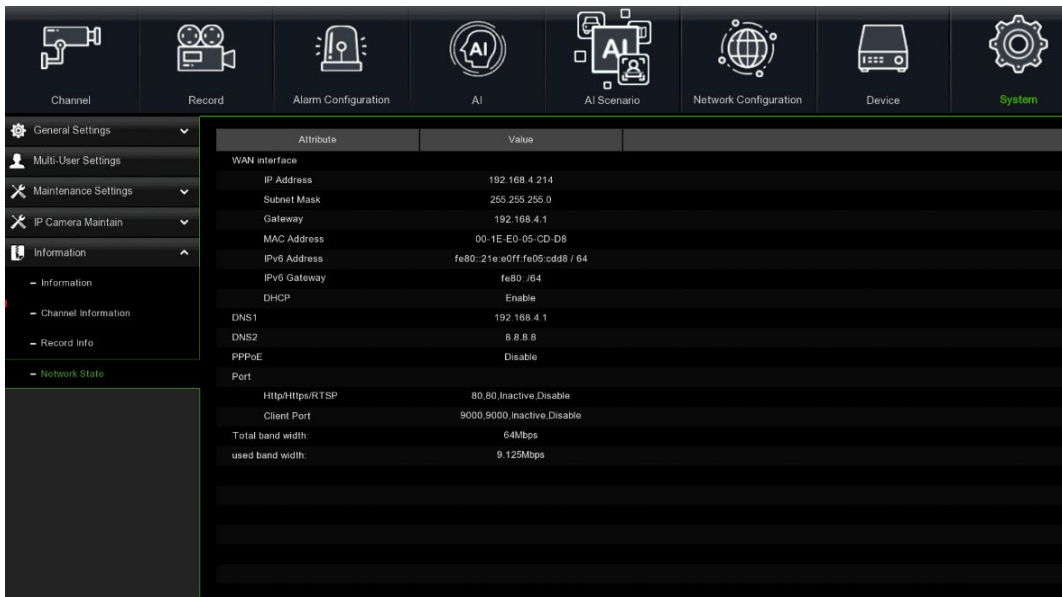 AI
AI
Channel
Record
Alarm Configuration
AI
AI Scenario
Network Configuration
Device
System
General Settings
Multi-User Settings
Maintenance Settings
IP Camera Maintain
Information
Information
Channel Information
Record Info
Network State
Attribute Value
WAN interface
IP Address 192.168.4.214
Subnet Mask 255.255.255.0
Gateway 192.168.4.1
MAC Address 00-1E-E0-05-CD-D8
IPv6 Address fe80::21e:e0ff:fe05:cdd8 / 64
IPv6 Gateway fe80::/64
DHCP Enable
DNS1 192.168.4.1
DNS2 8.8.8.8
PPPoE Disable
Port
Http/Https/RTSP 80,80,Inactive,Disable
Client Port 9000,9000,Inactive,Disable
Total band width: 64Mbps
used band width: 9.125Mbps